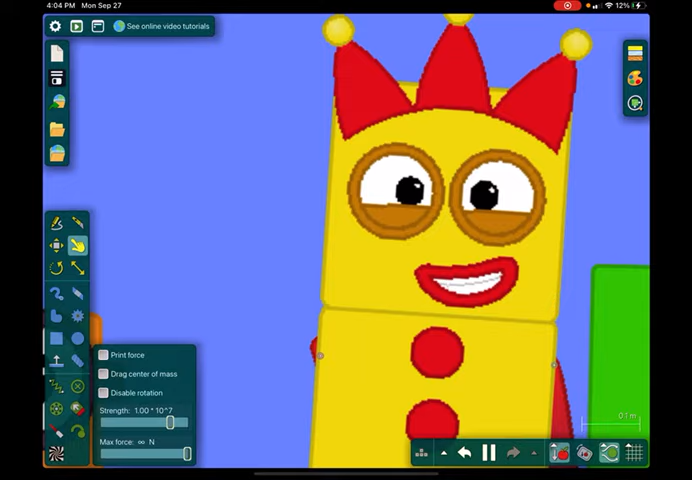 4:04 PM Mon Sep 27
12%
See online video tutorials
Print force
Drag center of mass
Disable rotation
Strength: 1.00 * 10^7
Max force: ∞ N
0.1 m